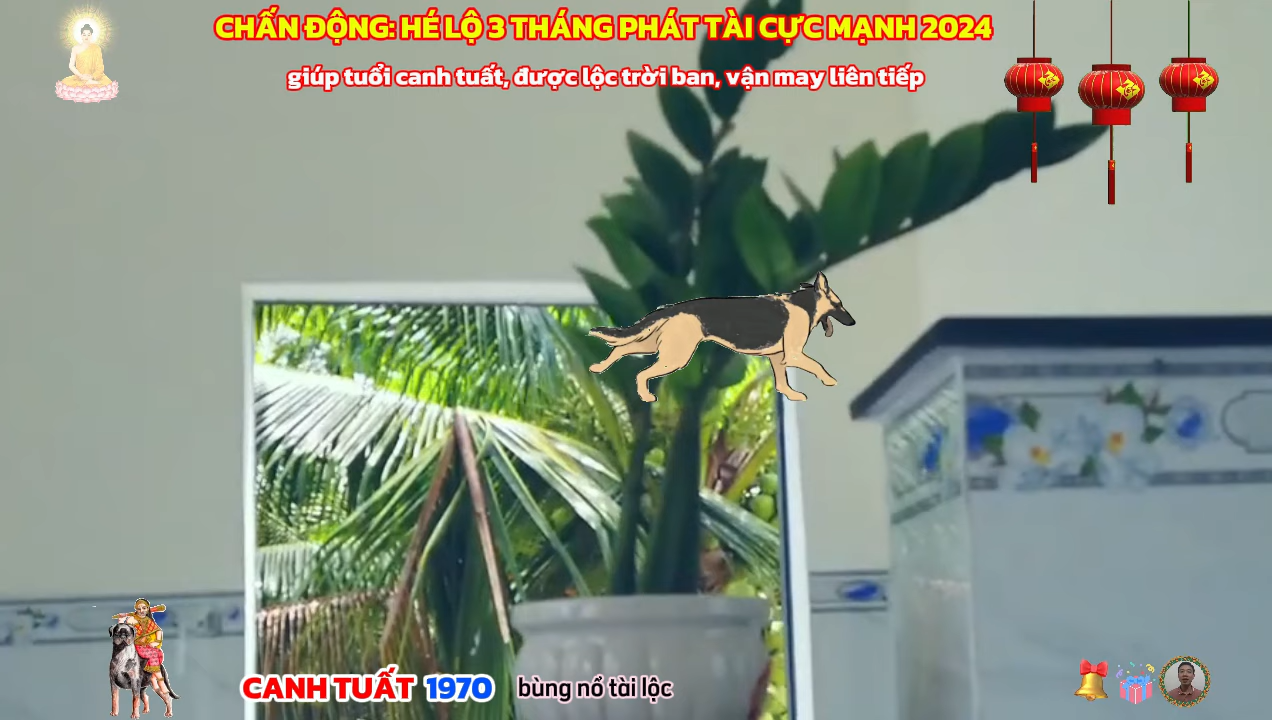 CHẤN ĐỘNG: HÉ LỘ 3 THÁNG PHÁT TÀI CỰC MẠNH 2024
giúp tuổi canh tuất, được lộc trời ban, vận may liên tiếp
CANH TUẤT 1970 bùng nổ tài lộc